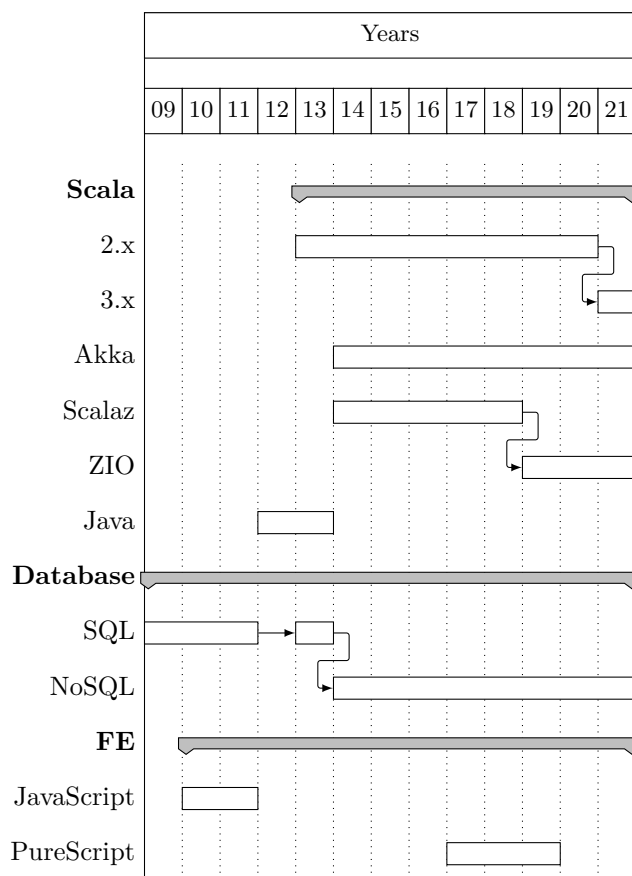 Years
09 10 11 12 13 14 15 16 17 18 19 20 21
Scala
2.x
3.x
Akka
Scalaz
ZIO
Java
Database
SQL
NoSQL
FE
JavaScript
PureScript